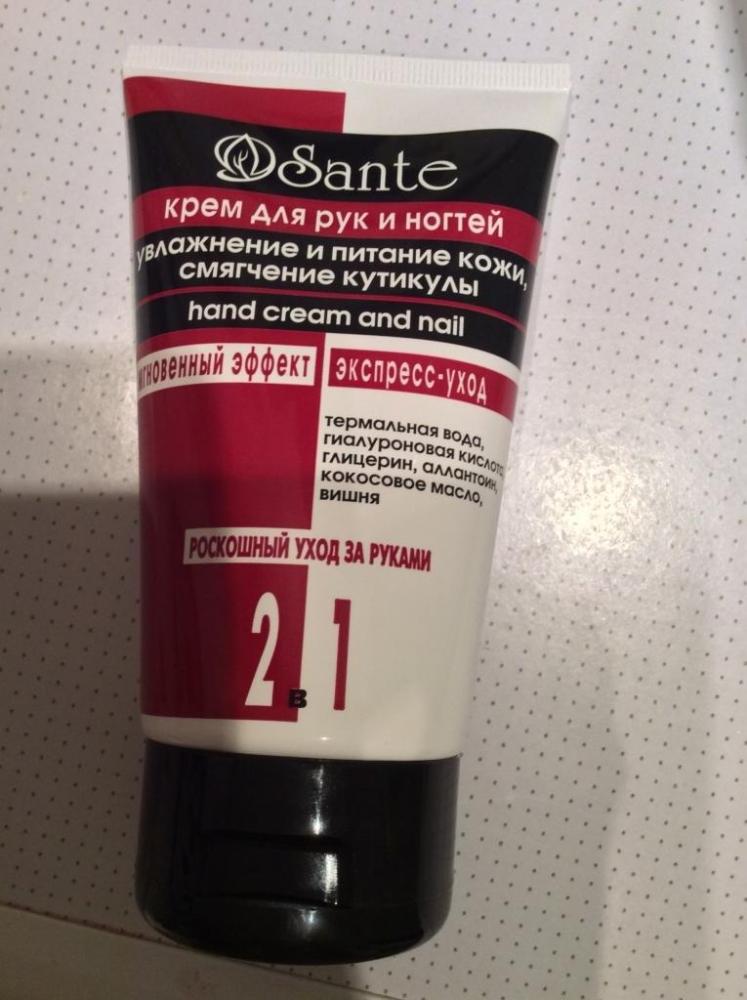 Sante
крем для рук и ногтей
увлажнение и питание кожи,
смягчение кутикулы
hand cream and nail
мгновенный эффект
экспресс-уход
термальная вода,
гиалуроновая кислота,
глицерин, аллантоин,
кокосовое масло,
вишня
РОСКОШНЫЙ УХОД ЗА РУКАМИ
2 в 1